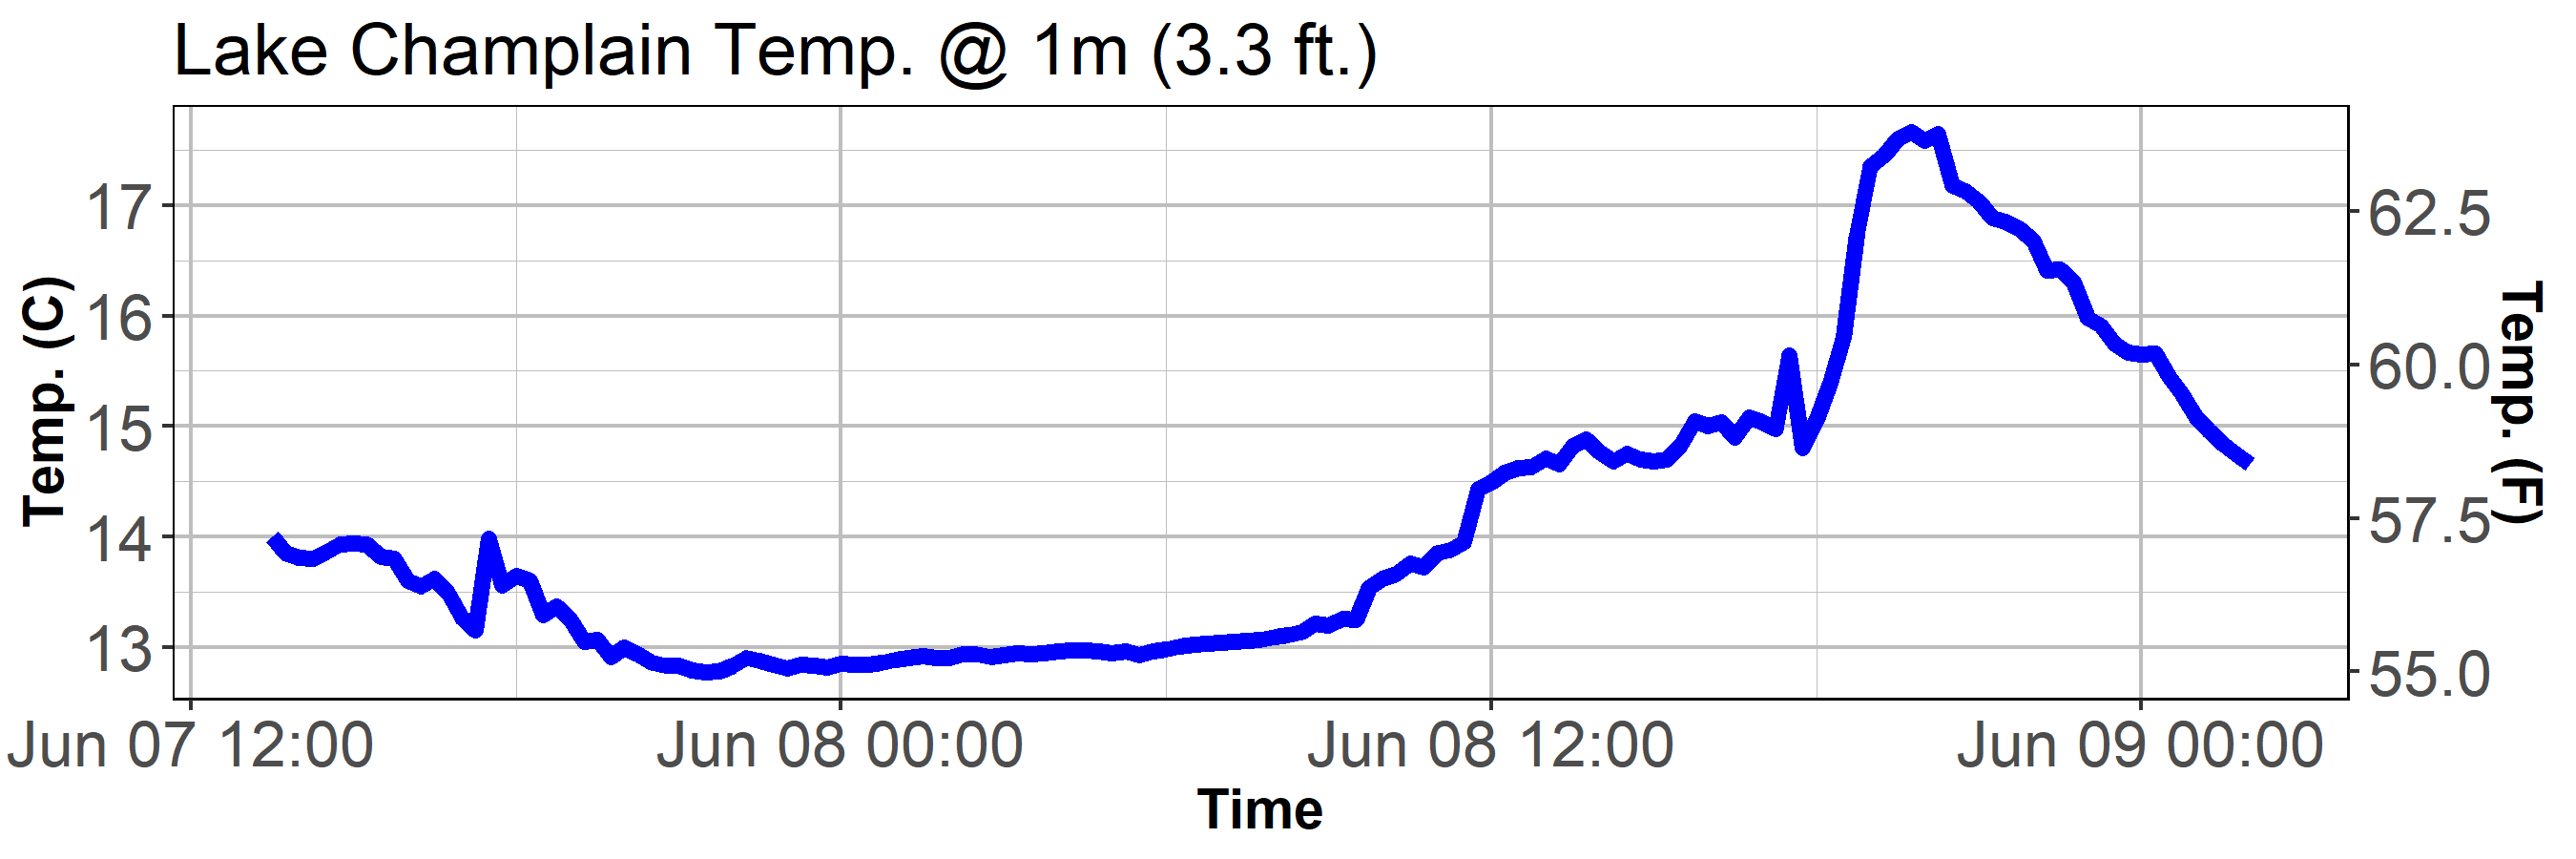 Lake Champlain Temp. @ 1m (3.3 ft.)
Temp. (C)
17
16
15
14
13
62.5
60.0
57.5
55.0
Temp. (F)
Jun 07 12:00 Jun 08 00:00 Jun 08 12:00 Jun 09 00:00
Time